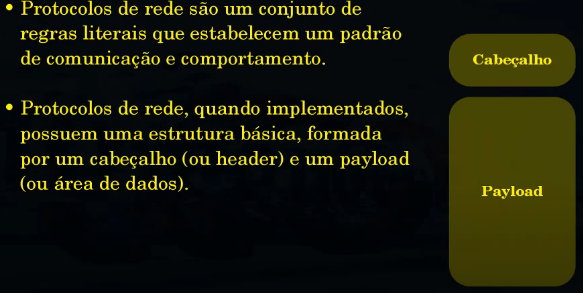 • Protocolos de rede são um conjunto de
regras literais que estabelecem um padrão
de comunicação e comportamento.
• Protocolos de rede, quando implementados,
possuem uma estrutura básica, formada
por um cabeçalho (ou header) e um payload
(ou área de dados).
Cabeçalho
Payload